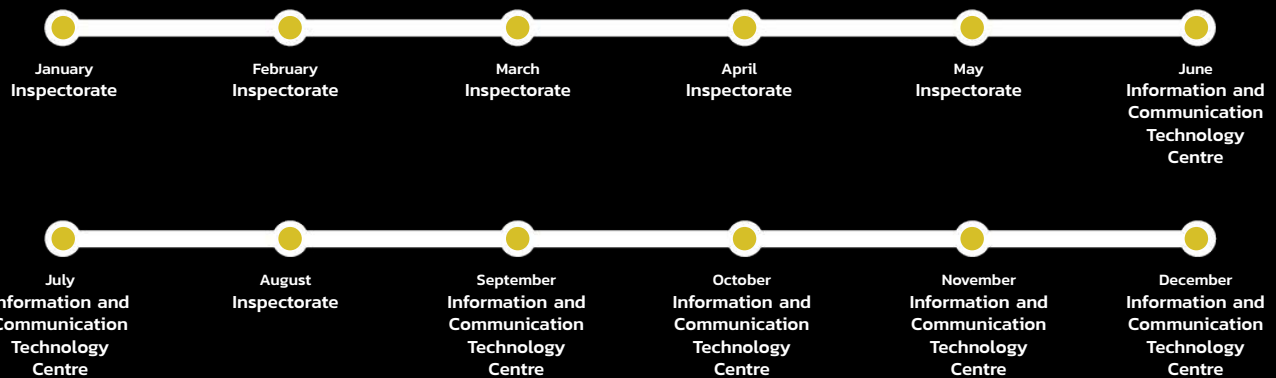 January
Inspectorate
February
Inspectorate
March
Inspectorate
April
Inspectorate
May
Inspectorate
June
Information and
Communication
Technology
Centre
July
nformation and
Communication
Technology
Centre
August
Inspectorate
September
Information and
Communication
Technology
Centre
October
Information and
Communication
Technology
Centre
November
Information and
Communication
Technology
Centre
December
Information and
Communication
Technology
Centre